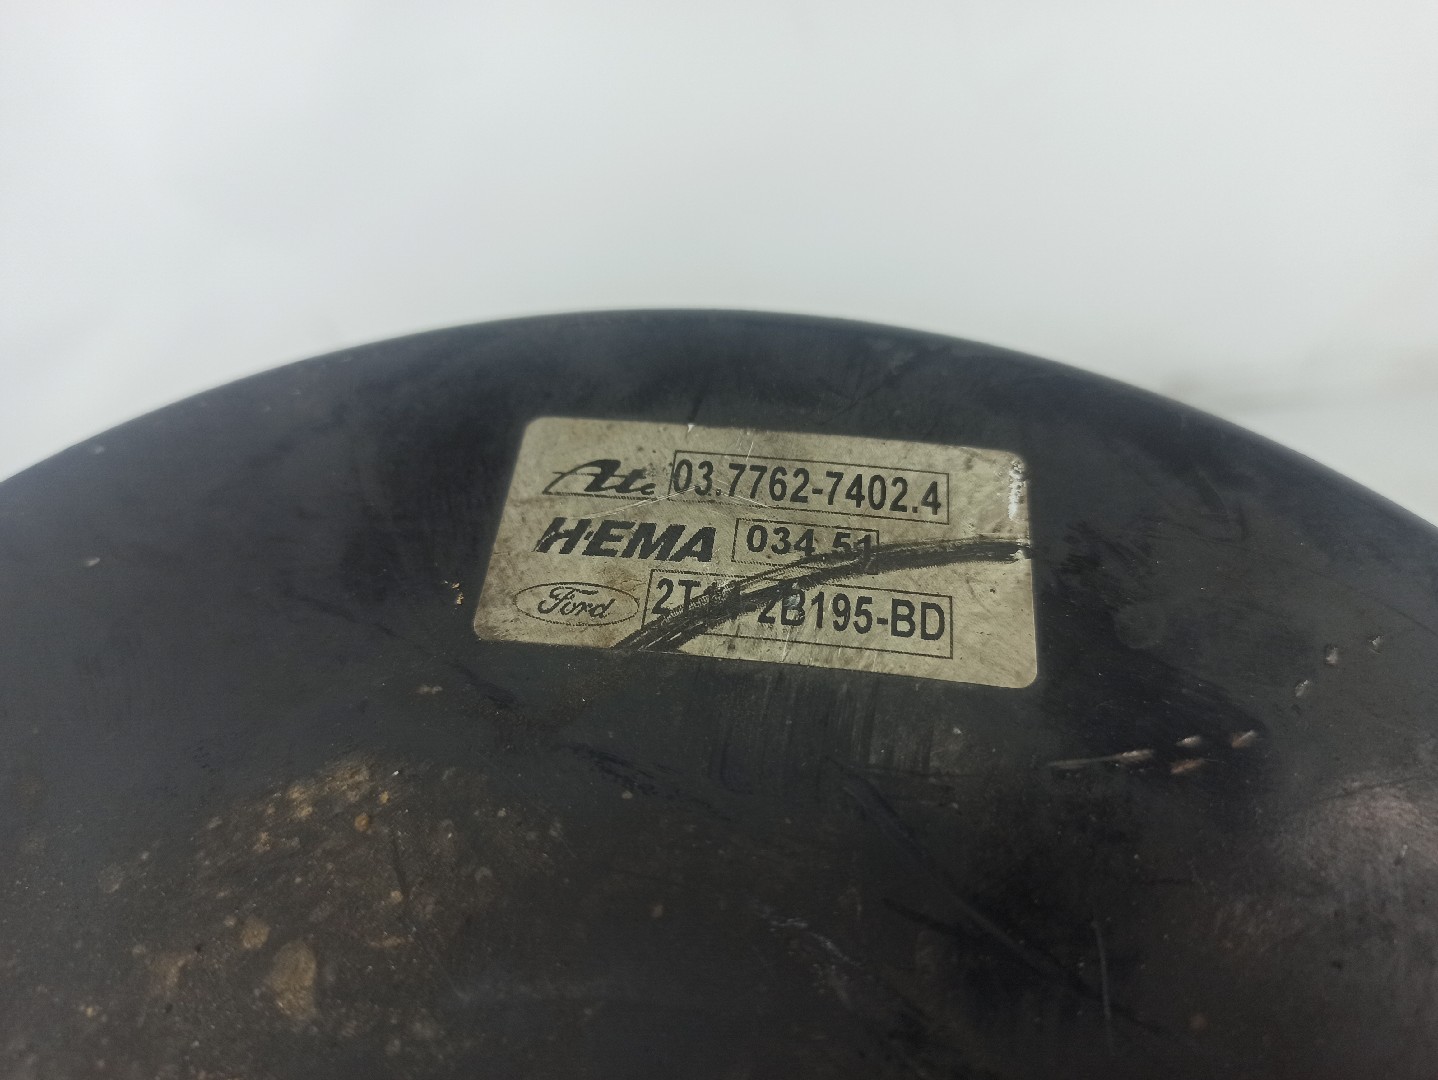 Ate 03.7762-7402.4
HEMA 034 51
Ford 2B195-BD